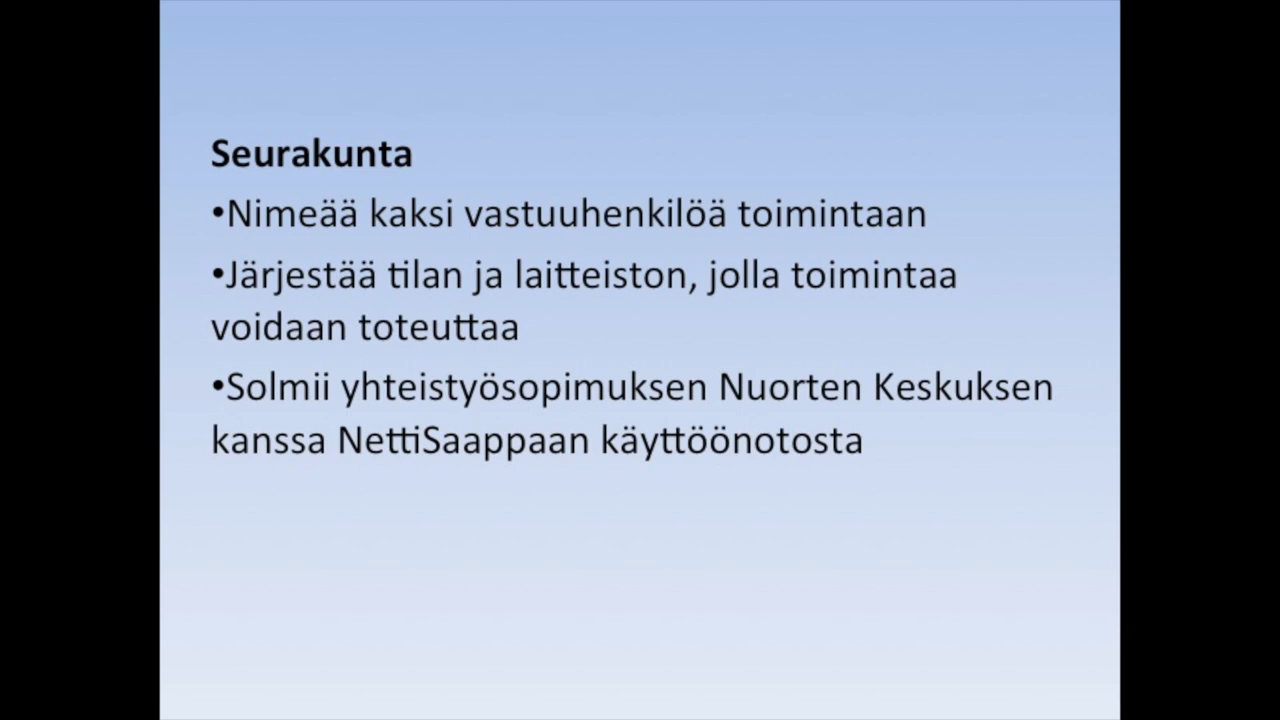 Seurakunta
•Nimeää kaksi vastuuhenkilöä toimintaan
•Järjestää tilan ja laitteiston, jolla toimintaa
voidaan toteuttaa
•Solmii yhteistyösopimuksen Nuorten Keskuksen
kanssa NettiSaappaan käyttöönotosta